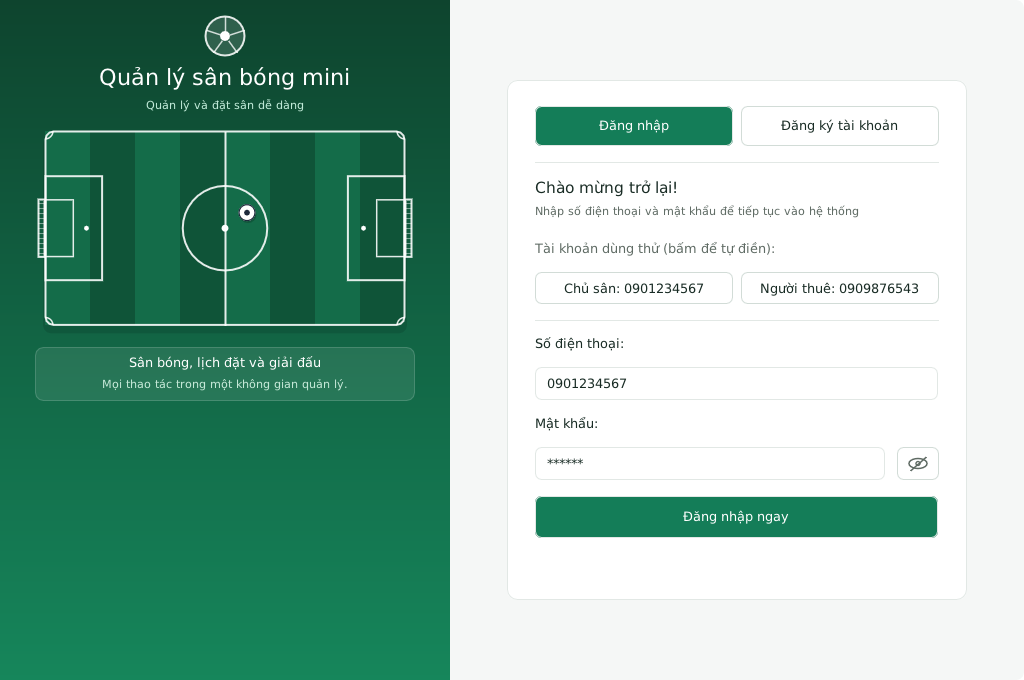 Quản lý sân bóng mini
Quản lý và đặt sân dễ dàng
Sân bóng, lịch đặt và giải đấu
Mọi thao tác trong một không gian quản lý.
Đăng nhập
Đăng ký tài khoản
Chào mừng trở lại!
Nhập số điện thoại và mật khẩu để tiếp tục vào hệ thống
Tài khoản dùng thử (bấm để tự điền):
Chủ sân: 0901234567
Người thuê: 0909876543
Số điện thoại:
0901234567
Mật khẩu:
******
Đăng nhập ngay